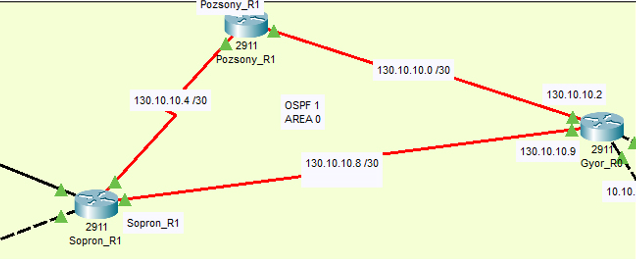 Pozsony_R1
2911
Pozsony_R1
130.10.10.0 /30
130.10.10.4 /30
130.10.10.2
OSPF 1
AREA 0
2911
130.10.10.9
130.10.10.8 /30
Gyor_R0
10.10.
2911
Sopron_R1
Sopron_R1